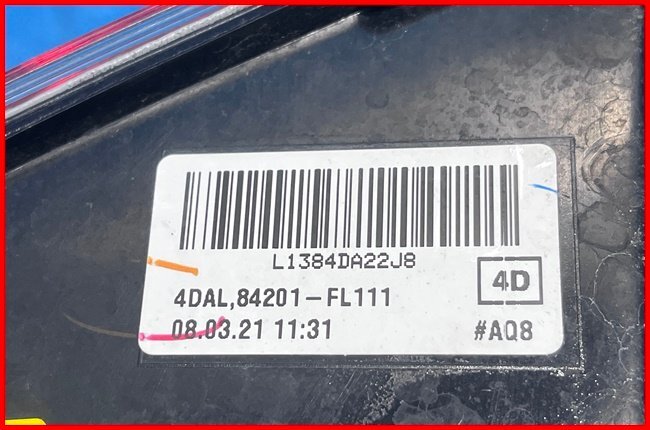 L1384DA22J8
4DAL,84201-FL111
4D
08.03.21 11:31
#AQ8